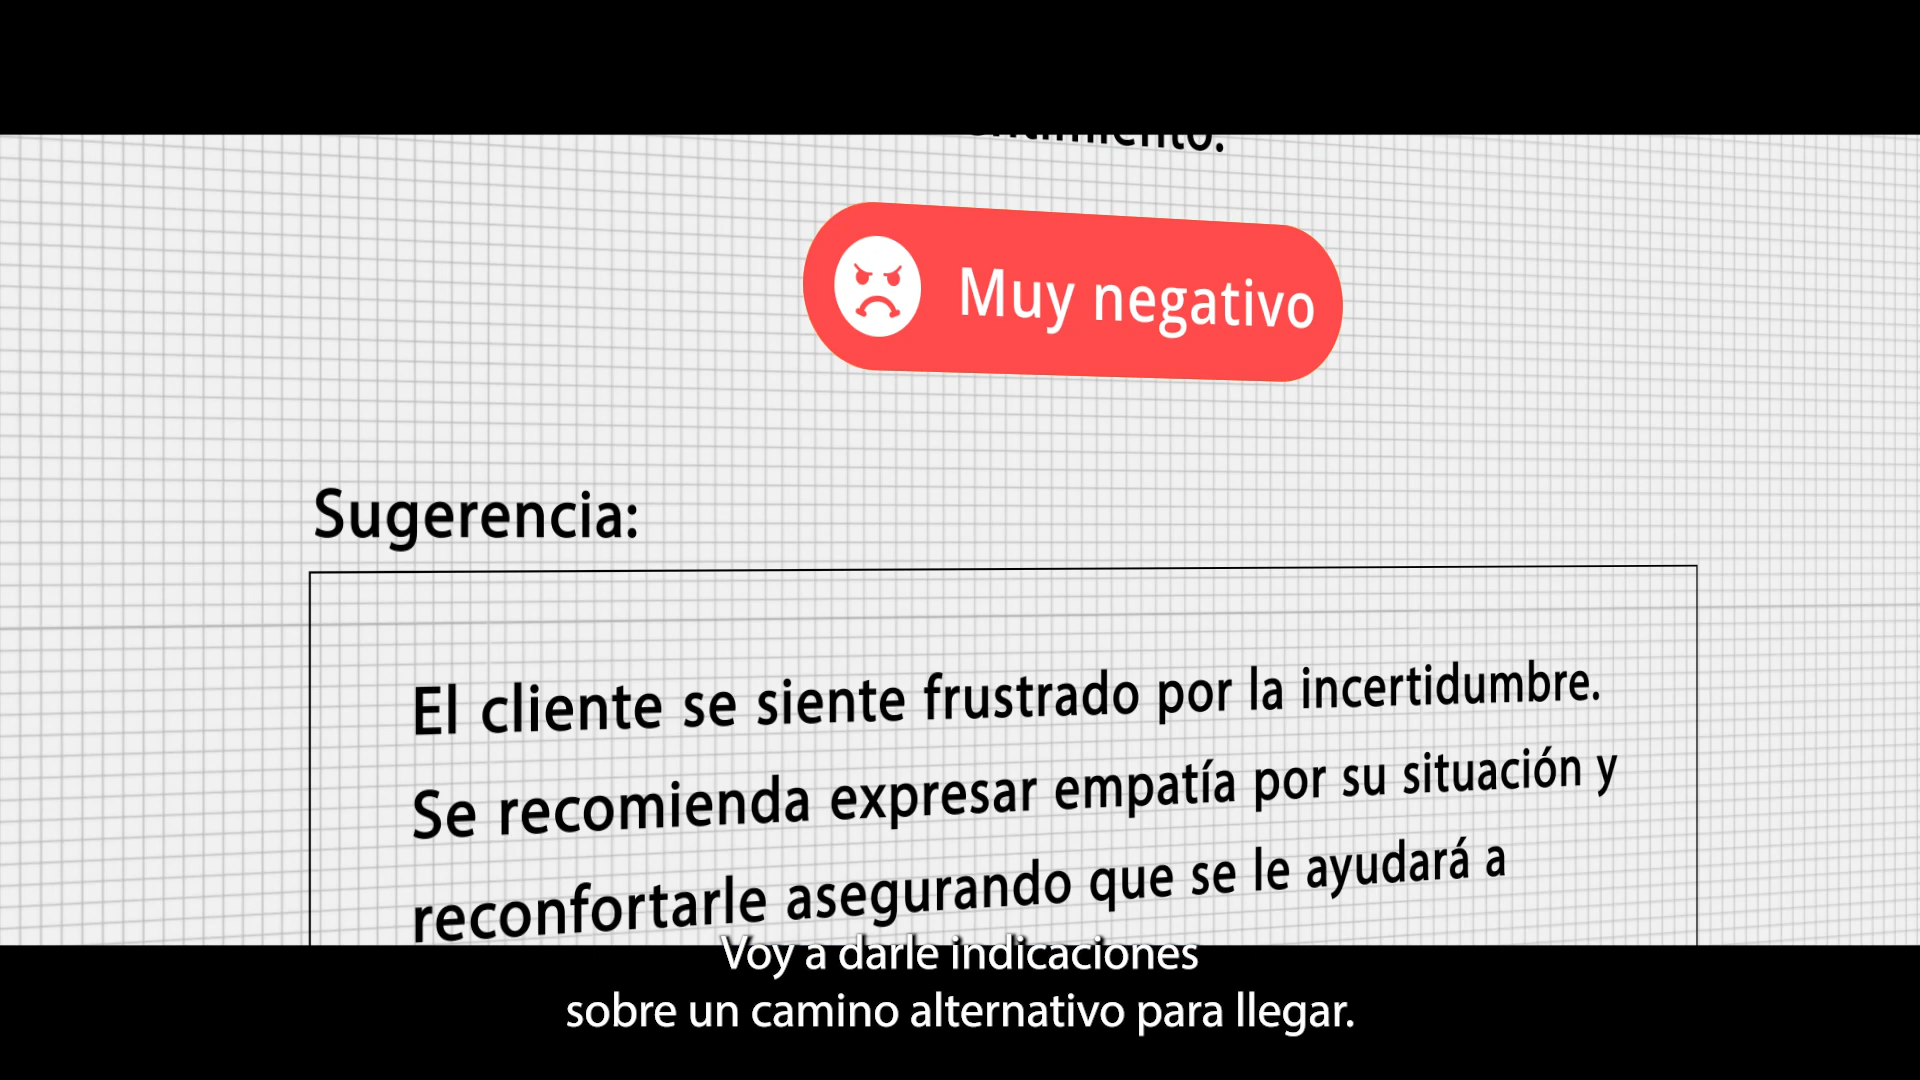 Muy negativo
Sugerencia:
El cliente se siente frustrado por la incertidumbre.
Se recomienda expresar empatía por su situación y
reconfortarle asegurando que se le ayudará a
Voy a darle indicaciones
sobre un camino alternativo para llegar.